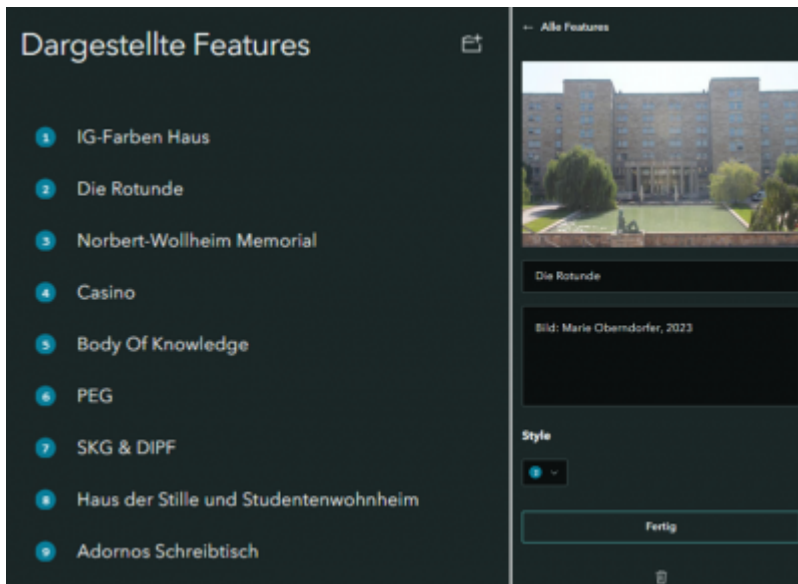 Dargestellte Features
1 IG-Farben Haus
2 Die Rotunde
3 Norbert-Wollheim Memorial
4 Casino
5 Body Of Knowledge
6 PEG
7 SKG & DIPF
8 Haus der Stille und Studentenwohnheim
9 Adornos Schreibtisch
← Alle Features
Die Rotunde
Bild: Marie Oberndorfer, 2023
Style
2
Fertig